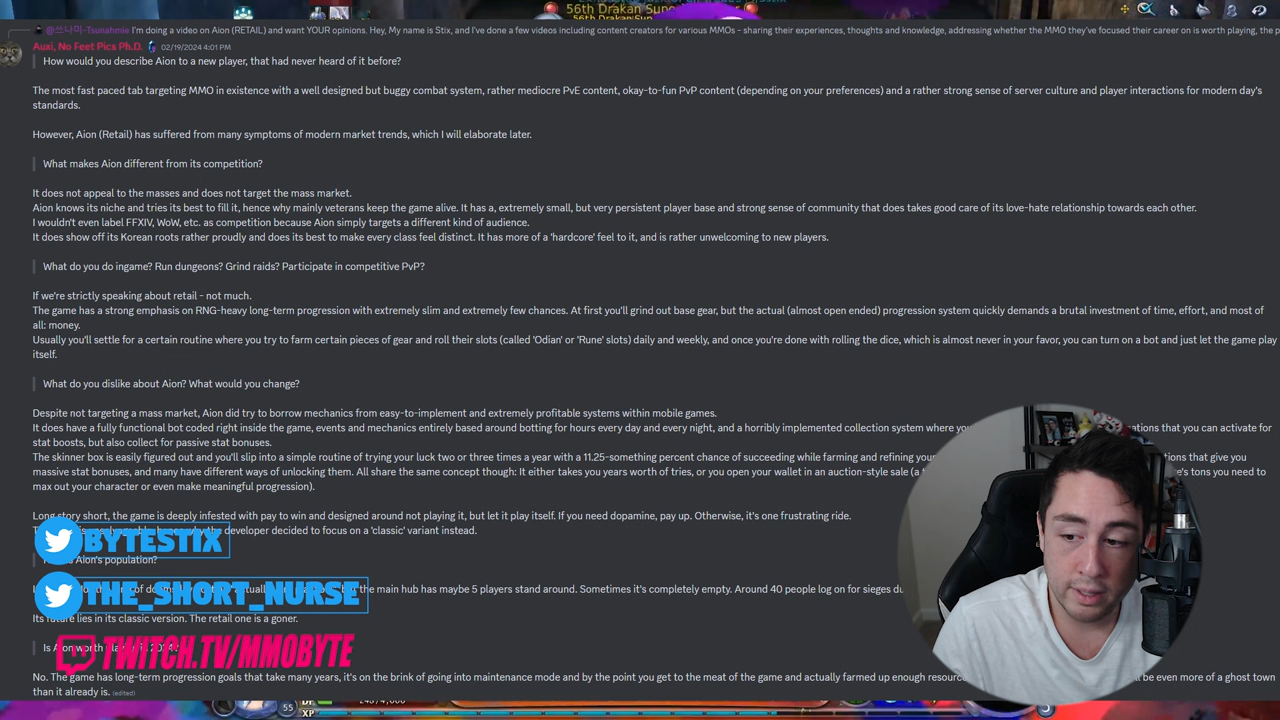 56th Drakan Sup
@쓰나미-Tsunahmie I'm doing a video on Aion (RETAIL) and want YOUR opinions. Hey, My name is Stix, and I've done a few videos including content creators for various MMOs - sharing their experiences, thoughts and knowledge, addressing whether the MMO they've focused their career on is worth playing, the p
Auxi, No Feet Pics Ph.D. 02/19/2024 4:01 PM
How would you describe Aion to a new player, that had never heard of it before?
The most fast paced tab targeting MMO in existence with a well designed but buggy combat system, rather mediocre PvE content, okay-to-fun PvP content (depending on your preferences) and a rather strong sense of server culture and player interactions for modern day's
standards.
However, Aion (Retail) has suffered from many symptoms of modern market trends, which I will elaborate later.
What makes Aion different from its competition?
It does not appeal to the masses and does not target the mass market.
Aion knows its niche and tries its best to fill it, hence why mainly veterans keep the game alive. It has a, extremely small, but very persistent player base and strong sense of community that does takes good care of its love-hate relationship towards each other.
I wouldn't even label FFXIV, WoW, etc. as competition because Aion simply targets a different kind of audience.
It does show off its Korean roots rather proudly and does its best to make every class feel distinct. It has more of a 'hardcore' feel to it, and is rather unwelcoming to new players.
What do you do ingame? Run dungeons? Grind raids? Participate in competitive PvP?
If we're strictly speaking about retail - not much.
The game has a strong emphasis on RNG-heavy long-term progression with extremely slim and extremely few chances. At first you'll grind out base gear, but the actual (almost open ended) progression system quickly demands a brutal investment of time, effort, and most of
all: money.
Usually you'll settle for a certain routine where you try to farm certain pieces of gear and roll their slots (called 'Odian' or 'Rune' slots) daily and weekly, and once you're done with rolling the dice, which is almost never in your favor, you can turn on a bot and just let the game play
itself.
What do you dislike about Aion? What would you change?
Despite not targeting a mass market, Aion did try to borrow mechanics from easy-to-implement and extremely profitable systems within mobile games.
It does have a fully functional bot coded right inside the game, events and mechanics entirely based around botting for hours every day and every night, and a horribly implemented collection system where you that you can activate for
stat boosts, but also collect for passive stat bonuses.
The skinner box is easily figured out and you'll slip into a simple routine of trying your luck two or three times a year with a 11.25-something percent chance of succeeding while farming and refining your that give you
massive stat bonuses, and many have different ways of unlocking them. All share the same concept though: It either takes you years worth of tries, or you open your wallet in an auction-style sale (a tons you need to
max out your character or even make meaningful progression).
Long story short, the game is deeply infested with pay to win and designed around not playing it, but let it play itself. If you need dopamine, pay up. Otherwise, it's one frustrating ride.
developer decided to focus on a 'classic' variant instead.
BYTESTIX
Aion's population?
the main hub has maybe 5 players stand around. Sometimes it's completely empty. Around 40 people log on for sieges
THE_SHORT_NURSE
Its future lies in its classic version. The retail one is a goner.
Is Aion worth
TWITCH.TV/MMOBYTE
No. The game has long-term progression goals that take many years, it's on the brink of going into maintenance mode and by the point you get to the meat of the game and actually farmed up enough be even more of a ghost town
than it already is. (edited)
55
XP